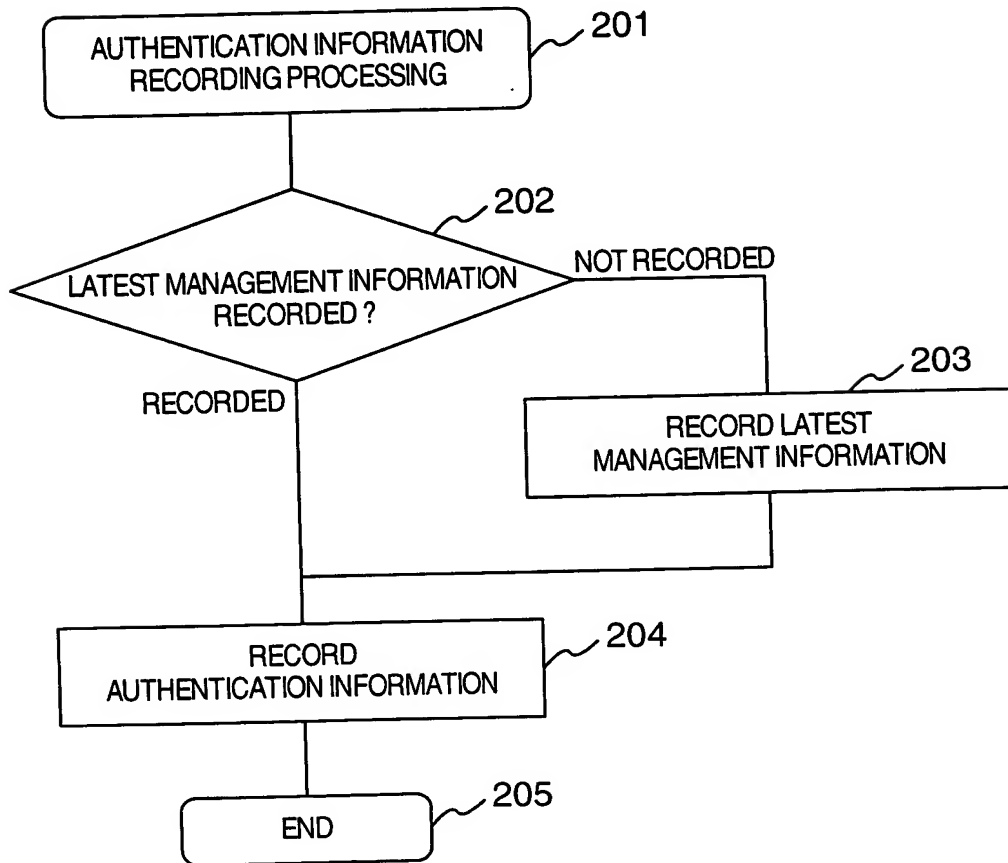 AUTHENTICATION INFORMATION
RECORDING PROCESSING
201
202
LATEST MANAGEMENT INFORMATION
RECORDED ?
NOT RECORDED
RECORDED
203
RECORD LATEST
MANAGEMENT INFORMATION
RECORD
AUTHENTICATION INFORMATION
204
END
205